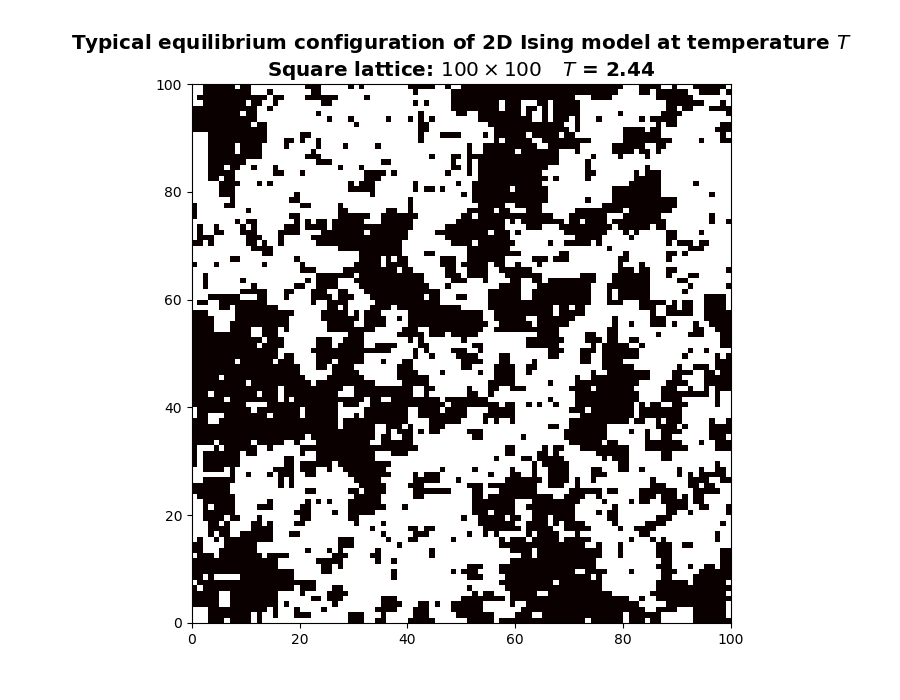 Typical equilibrium configuration of 2D Ising model at temperature T
Square lattice: 100 × 100 T = 2.44
100
80
60
40
20
0
0 20 40 60 80 100